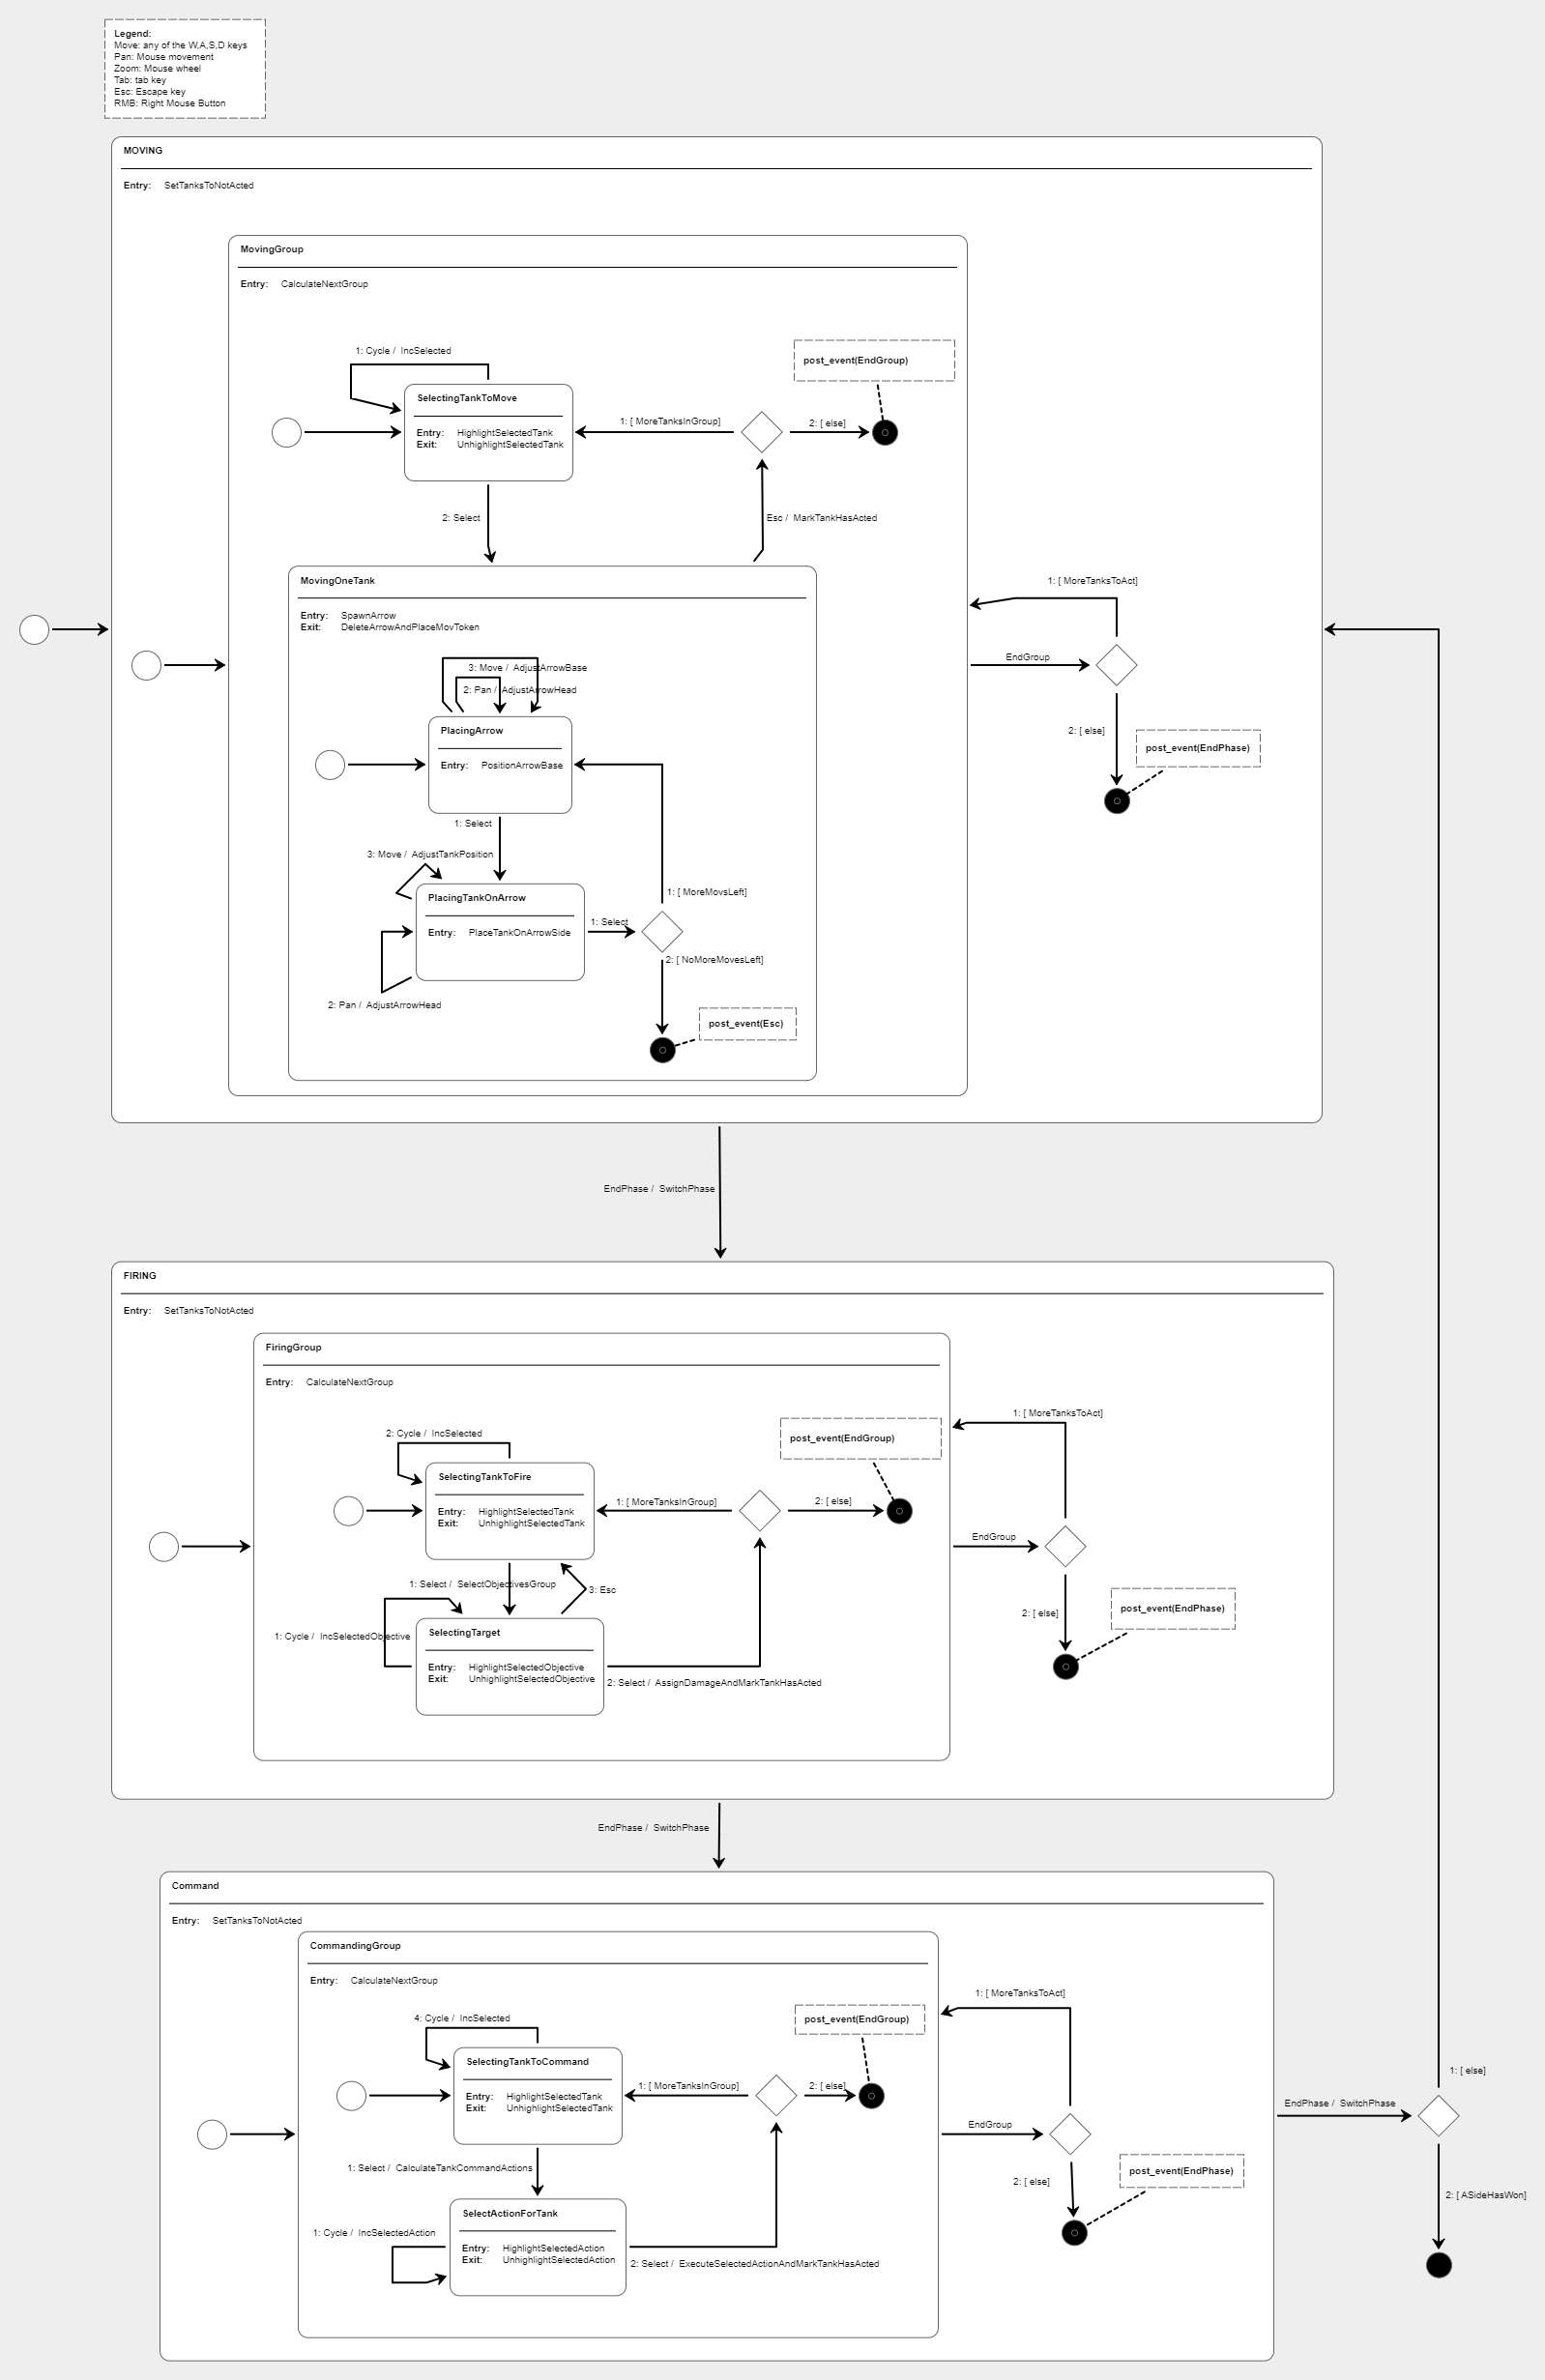 Legend:
Move: any of the W,A,S,D keys
Pan: Mouse movement
Zoom: Mouse wheel
Tab: tab key
Esc: Escape key
RMB: Right Mouse Button
MOVING
Entry: SetTanksToNotActed
MovingGroup
Entry: CalculateNextGroup
1: Cycle / IncSelected
post_event(EndGroup)
SelectingTankToMove
Entry: HighlightSelectedTank
Exit: UnhighlightSelectedTank
1: [ MoreTanksInGroup]
2: [ else]
2: Select
Esc / MarkTankHasActed
MovingOneTank
Entry: SpawnArrow
Exit: DeleteArrowAndPlaceMovToken
1: [ MoreTanksToAct]
EndGroup
3: Move / AdjustArrowBase
2: Pan / AdjustArrowHead
PlacingArrow
Entry: PositionArrowBase
2: [ else]
post_event(EndPhase)
1: Select
3: Move / AdjustTankPosition
PlacingTankOnArrow
Entry: PlaceTankOnArrowSide
1: [ MoreMovsLeft]
1: Select
2: [ NoMoreMovesLeft]
2: Pan / AdjustArrowHead
post_event(Esc)
EndPhase / SwitchPhase
FIRING
Entry: SetTanksToNotActed
FiringGroup
Entry: CalculateNextGroup
2: Cycle / IncSelected
post_event(EndGroup)
1: [ MoreTanksToAct]
SelectingTankToFire
Entry: HighlightSelectedTank
Exit: UnhighlightSelectedTank
1: [ MoreTanksInGroup]
2: [ else]
EndGroup
1: Select / SelectObjectivesGroup
3: Esc
2: [ else]
post_event(EndPhase)
1: Cycle / IncSelectedObjective
SelectingTarget
Entry: HighlightSelectedObjective
Exit: UnhighlightSelectedObjective
2: Select / AssignDamageAndMarkTankHasActed
EndPhase / SwitchPhase
Command
Entry: SetTanksToNotActed
CommandingGroup
Entry: CalculateNextGroup
4: Cycle / IncSelected
post_event(EndGroup)
1: [ MoreTanksToAct]
SelectingTankToCommand
Entry: HighlightSelectedTank
Exit: UnhighlightSelectedTank
1: [ MoreTanksInGroup]
2: [ else]
1: [ else]
EndPhase / SwitchPhase
EndGroup
1: Select / CalculateTankCommandActions
2: [ else]
post_event(EndPhase)
2: [ ASideHasWon]
SelectActionForTank
1: Cycle / IncSelectedAction
Entry: HighlightSelectedAction
Exit: UnhighlightSelectedAction
2: Select / ExecuteSelectedActionAndMarkTankHasActed